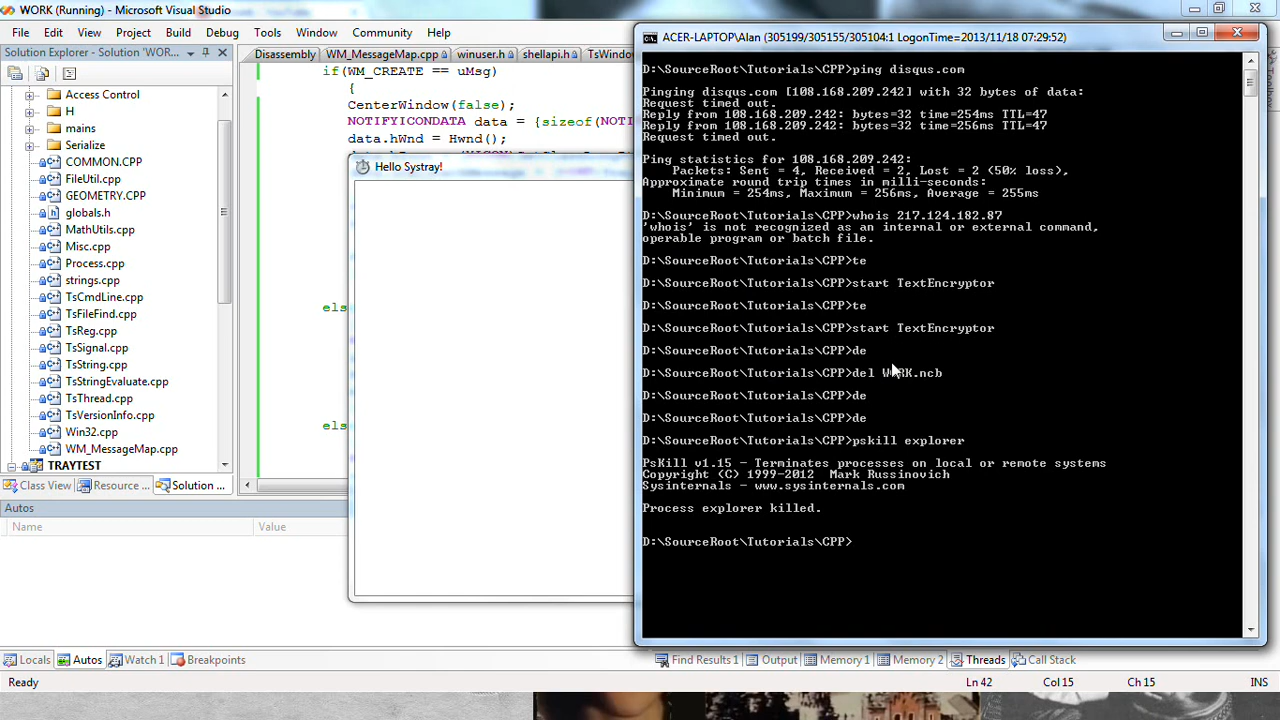 WORK (Running) - Microsoft Visual Studio
File Edit View Project Build Debug Tools Window Community Help
Solution Explorer - Solution 'WOR...
Access Control
H
mains
Serialize
COMMON.CPP
FileUtil.cpp
GEOMETRY.cpp
globals.h
MathUtils.cpp
Misc.cpp
Process.cpp
strings.cpp
TsCmdLine.cpp
TsFileFind.cpp
TsReg.cpp
TsSignal.cpp
TsString.cpp
TsStringEvaluate.cpp
TsThread.cpp
TsVersionInfo.cpp
Win32.cpp
WM_MessageMap.cpp
TRAYTEST
Class View Resource ... Solution ...
Disassembly WM_MessageMap.cpp winuser.h shellapi.h TsWindo
if(WM_CREATE == uMsg)
{
CenterWindow(false);
NOTIFYICONDATA data = {sizeof(NOTI
data.hWnd = Hwnd();
els
els
Hello Systray!
ACER-LAPTOP\Alan (305199/305155/305104:1 LogonTime=2013/11/18 07:29:52)
D:\SourceRoot\Tutorials\CPP>ping disqus.com
Pinging disqus.com [108.168.209.242] with 32 bytes of data:
Request timed out.
Reply from 108.168.209.242: bytes=32 time=254ms TTL=47
Reply from 108.168.209.242: bytes=32 time=256ms TTL=47
Request timed out.
Ping statistics for 108.168.209.242:
Packets: Sent = 4, Received = 2, Lost = 2 (50% loss),
Approximate round trip times in milli-seconds:
Minimum = 254ms, Maximum = 256ms, Average = 255ms
D:\SourceRoot\Tutorials\CPP>whois 217.124.182.87
'whois' is not recognized as an internal or external command,
operable program or batch file.
D:\SourceRoot\Tutorials\CPP>te
D:\SourceRoot\Tutorials\CPP>start TextEncryptor
D:\SourceRoot\Tutorials\CPP>te
D:\SourceRoot\Tutorials\CPP>start TextEncryptor
D:\SourceRoot\Tutorials\CPP>de
D:\SourceRoot\Tutorials\CPP>del WORK.ncb
D:\SourceRoot\Tutorials\CPP>de
D:\SourceRoot\Tutorials\CPP>de
D:\SourceRoot\Tutorials\CPP>pskill explorer
PsKill v1.15 - Terminates processes on local or remote systems
Copyright (C) 1999-2012 Mark Russinovich
Sysinternals - www.sysinternals.com
Process explorer killed.
D:\SourceRoot\Tutorials\CPP>
Autos
Name Value
Locals Autos Watch 1 Breakpoints
Find Results 1 Output Memory 1 Memory 2 Threads Call Stack
Ready Ln 42 Col 15 Ch 15 INS